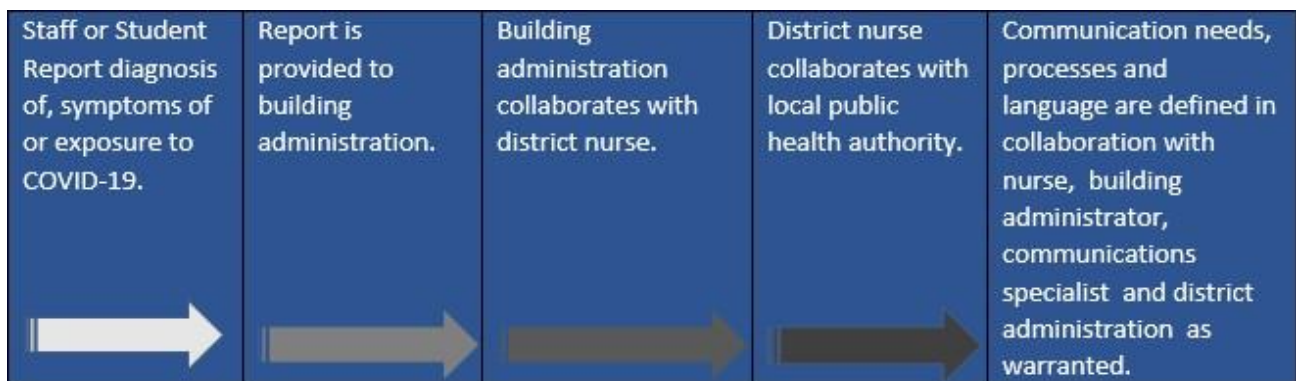 Staff or Student
Report diagnosis
of, symptoms of
or exposure to
COVID-19.
Report is
provided to
building
administration.
Building
administration
collaborates with
district nurse.
District nurse
collaborates with
local public
health authority.
Communication needs,
processes and
language are defined in
collaboration with
nurse, building
administrator,
communications
specialist and district
administration as
warranted.